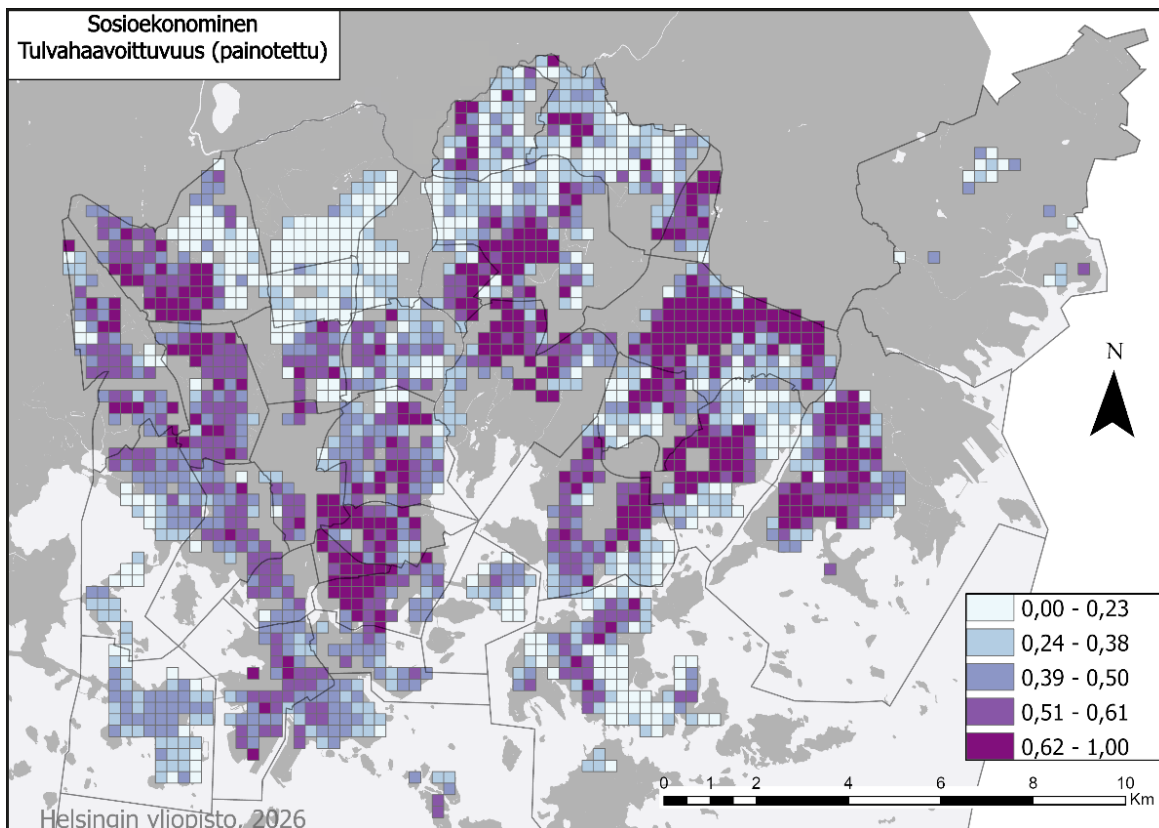 Sosioekonominen
Tulvahaavoittuvuus (painotettu)
N
0,00 - 0,23
0,24 - 0,38
0,39 - 0,50
0,51 - 0,61
0,62 - 1,00
0 1 2 4 6 8 10
Km
Helsingin yliopisto, 2026